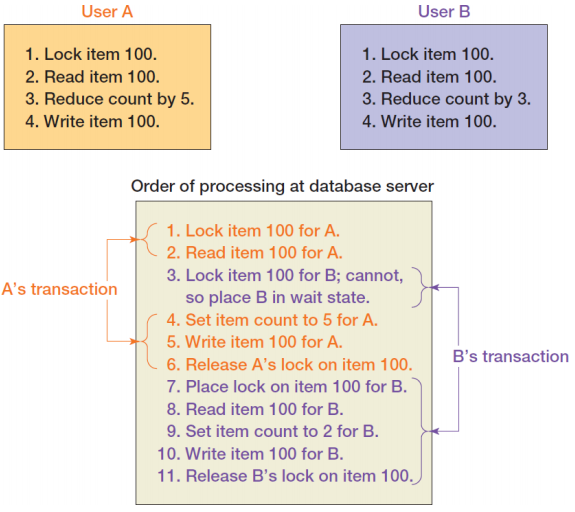 User A
1. Lock item 100.
2. Read item 100.
3. Reduce count by 5.
4. Write item 100.
User B
1. Lock item 100.
2. Read item 100.
3. Reduce count by 3.
4. Write item 100.
Order of processing at database server
1. Lock item 100 for A.
2. Read item 100 for A.
3. Lock item 100 for B; cannot,
so place B in wait state.
4. Set item count to 5 for A.
5. Write item 100 for A.
6. Release A’s lock on item 100.
7. Place lock on item 100 for B.
8. Read item 100 for B.
9. Set item count to 2 for B.
10. Write item 100 for B.
11. Release B’s lock on item 100.
A’s transaction
B’s transaction